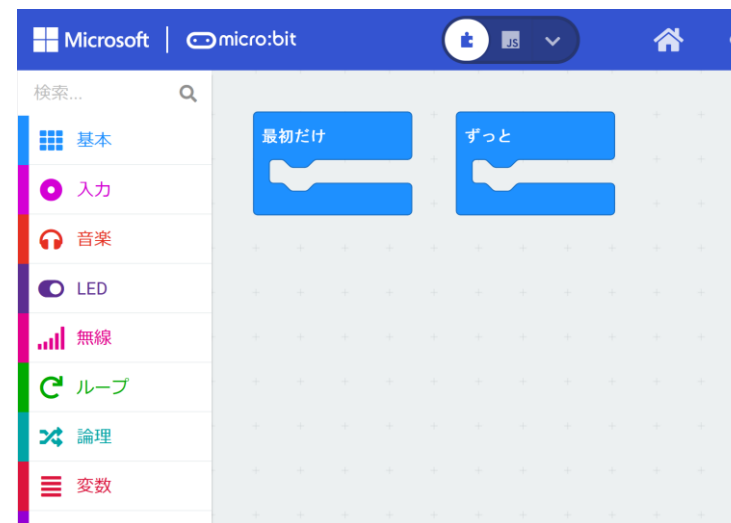 Microsoft micro:bit JS
検索...
基本
入力
音楽
LED
無線
ループ
論理
変数
最初だけ
ずっと